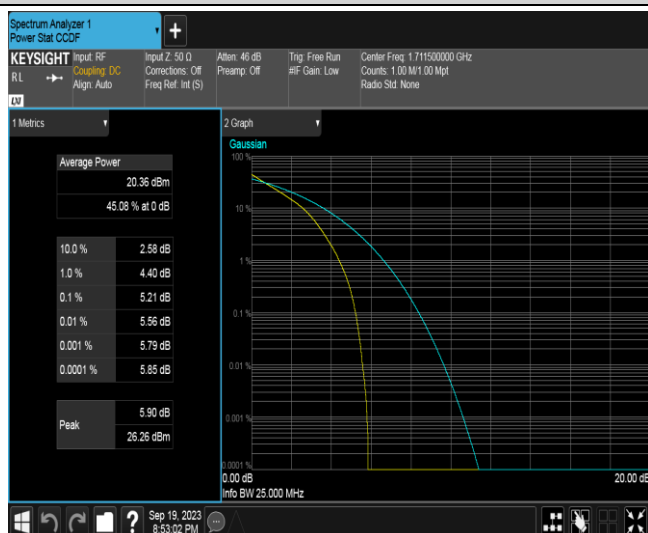 Spectrum Analyzer 1
Power Stat CCDF
+
KEYSIGHT
R L
LXI
Input: RF
Coupling: DC
Align: Auto
Input Z: 50 Ω
Corrections: Off
Freq Ref: Int (S)
Atten: 46 dB
Preamp: Off
Trig: Free Run
#IF Gain: Low
Center Freq: 1.711500000 GHz
Counts: 1.00 M/1.00 Mpt
Radio Std: None
1 Metrics
Average Power
20.36 dBm
45.08 % at 0 dB
10.0 % 2.58 dB
1.0 % 4.40 dB
0.1 % 5.21 dB
0.01 % 5.56 dB
0.001 % 5.79 dB
0.0001 % 5.85 dB
Peak
5.90 dB
26.26 dBm
2 Graph
Gaussian
100 %
10 %
1 %
0.1 %
0.01 %
0.001 %
0.0001 %
0.00 dB 20.00 dB
Info BW 25.000 MHz
?
Sep 19, 2023
8:53:02 PM